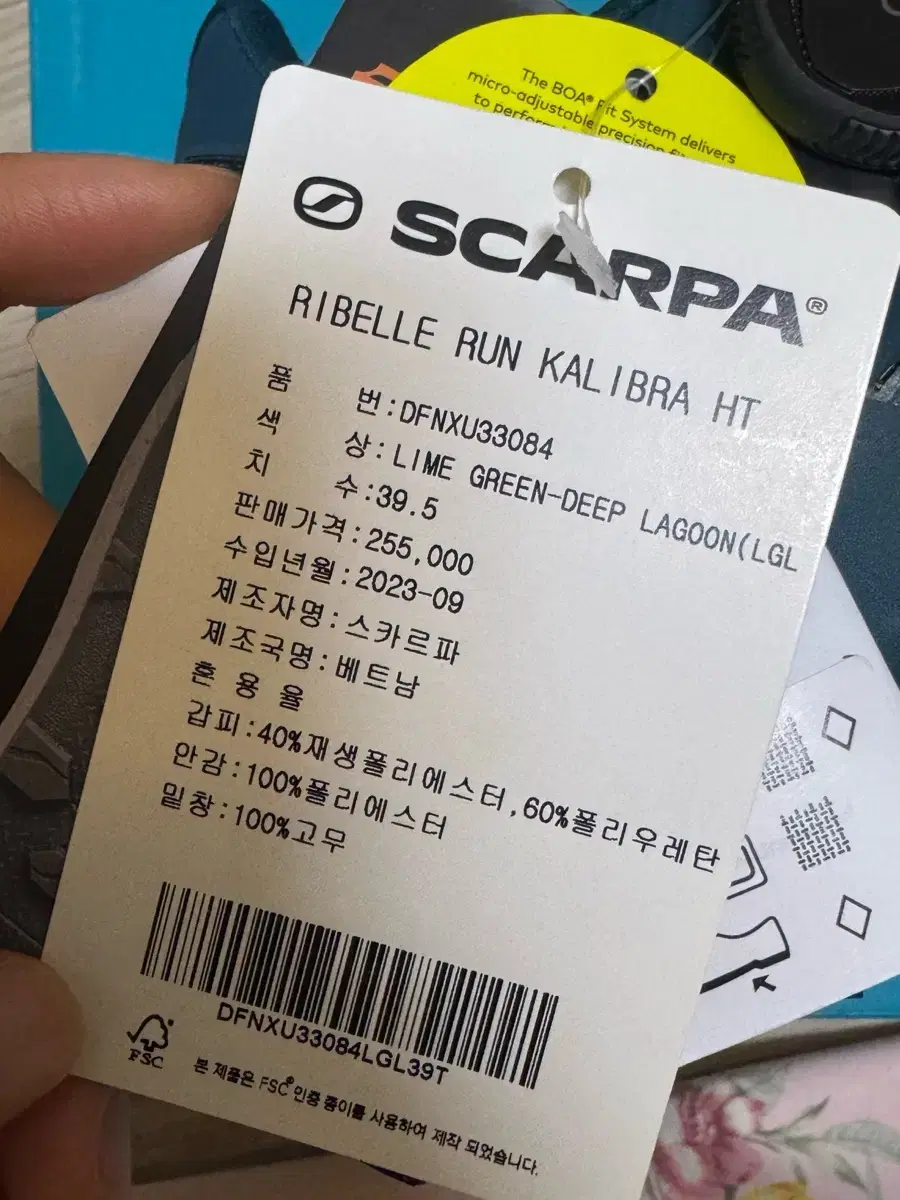 The BOA® Fit System delivers
micro-adjustable precision fit
to perform
SCARPA®
RIBELLE RUN KALIBRA HT
품 번:DFNXU33084
색 상:LIME GREEN-DEEP LAGOON(LGL
치 수:39.5
판매가격:255,000
수입년월:2023-09
제조자명:스카르파
제조국명:베트남
혼 용 율
갑피:40%재생폴리에스터,60%폴리우레탄
안감:100%폴리에스터
밑창:100%고무
DFNXU33084LGL39T
FSC
본 제품은 FSC® 인증 종이를 사용하여 제작 되었습니다.